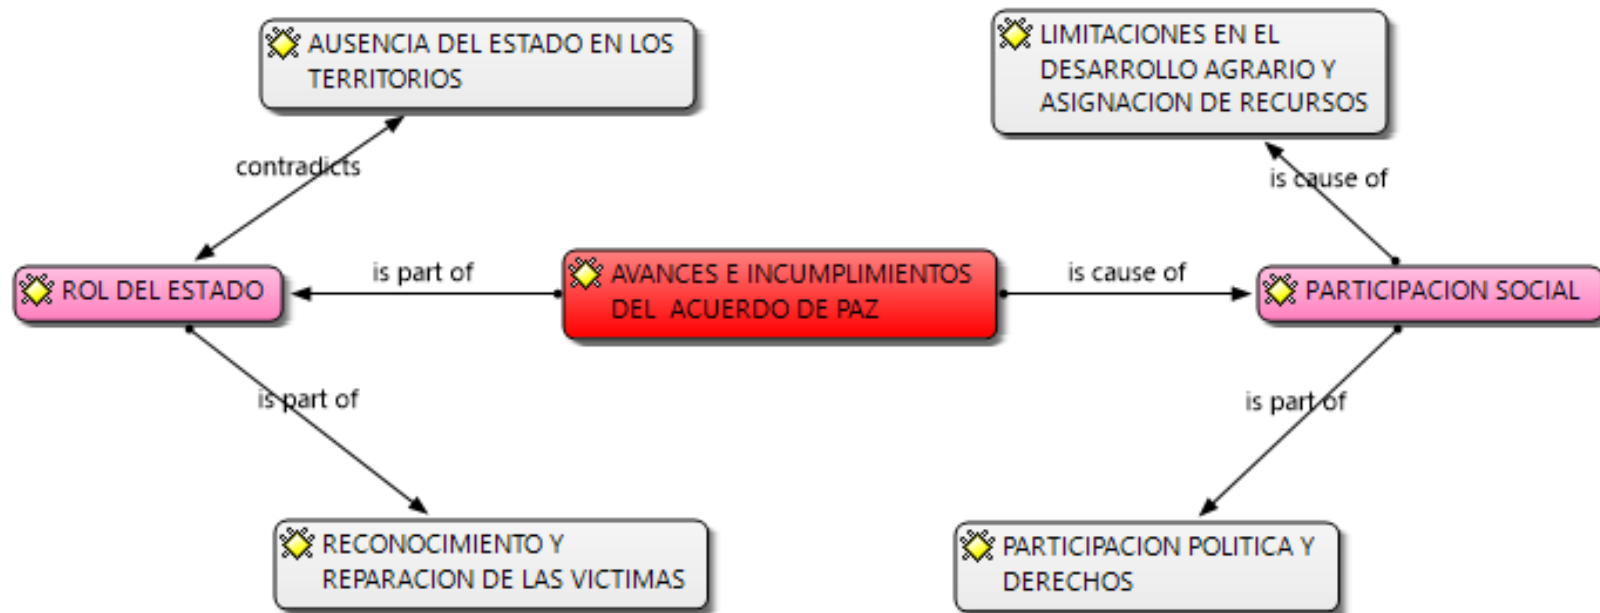 AUSENCIA DEL ESTADO EN LOS
TERRITORIOS
LIMITACIONES EN EL
DESARROLLO AGRARIO Y
ASIGNACION DE RECURSOS
contradicts
is cause of
ROL DEL ESTADO
is part of
AVANCES E INCUMPLIMIENTOS
DEL ACUERDO DE PAZ
is cause of
PARTICIPACION SOCIAL
is part of
is part of
RECONOCIMIENTO Y
REPARACION DE LAS VICTIMAS
PARTICIPACION POLITICA Y
DERECHOS